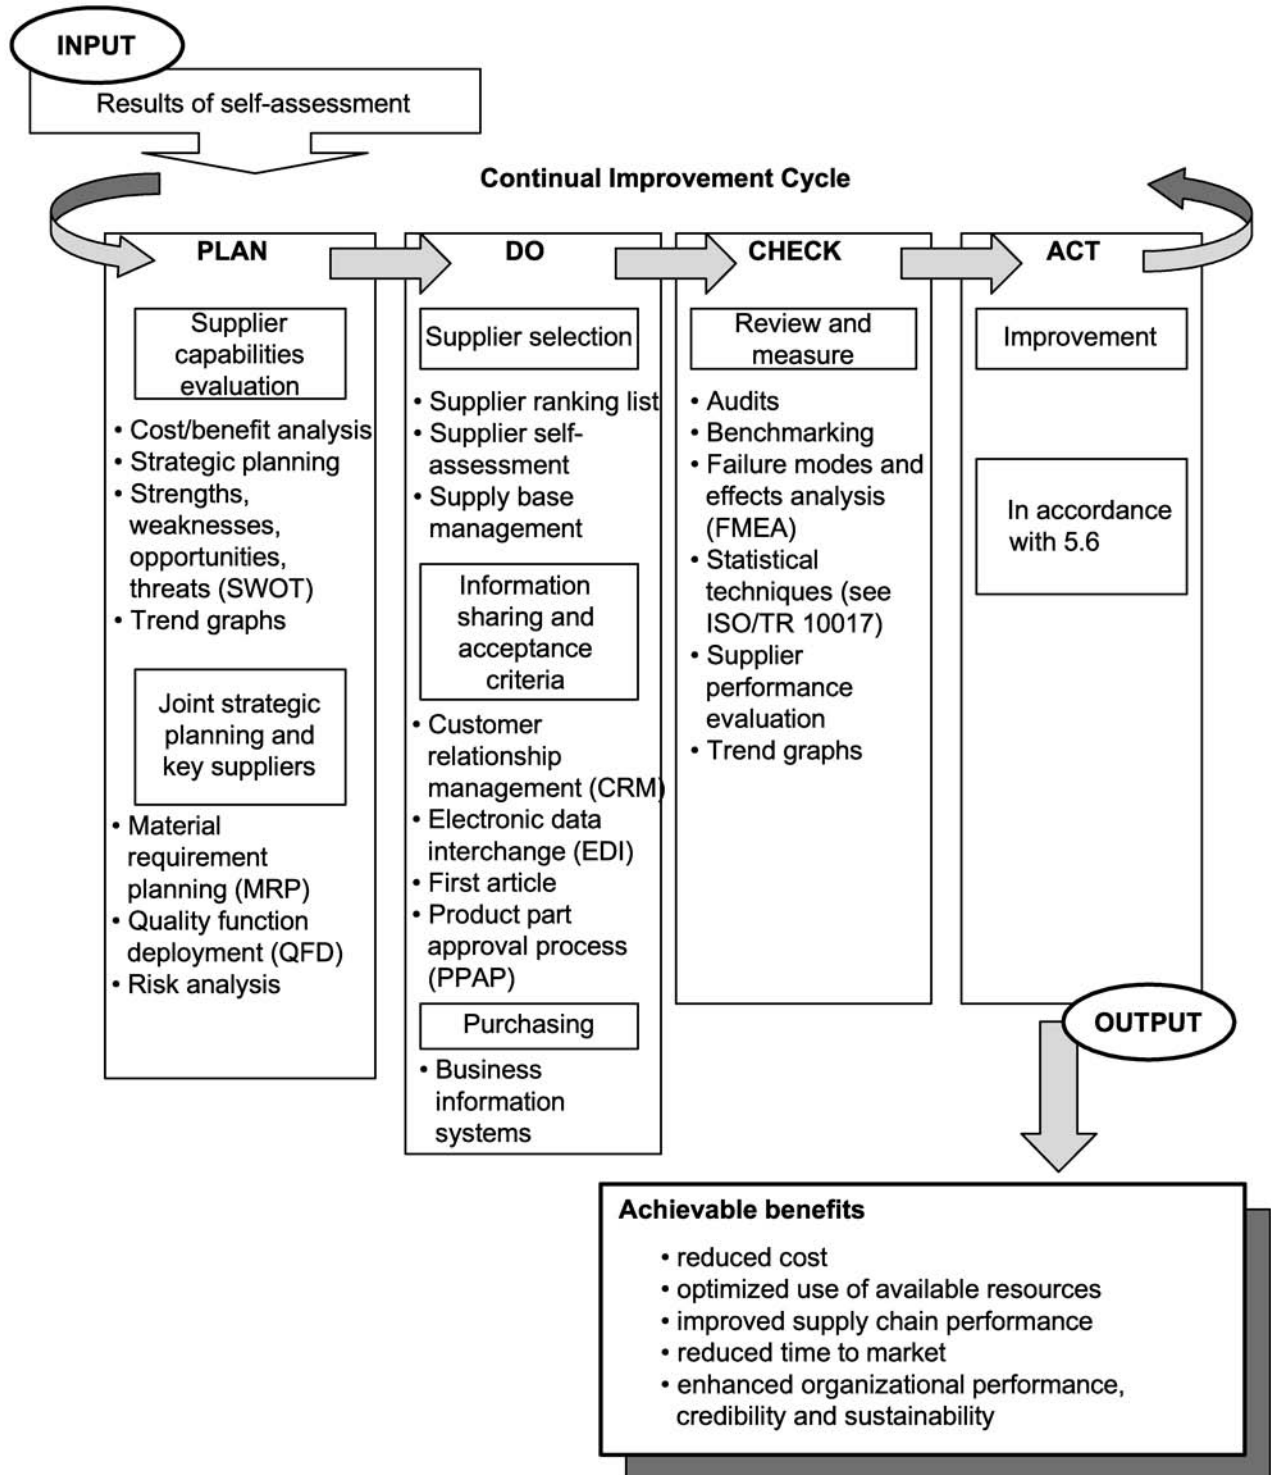 INPUT
Results of self-assessment
Continual Improvement Cycle
PLAN
Supplier
capabilities
evaluation
• Cost/benefit analysis
• Strategic planning
• Strengths,
weaknesses,
opportunities,
threats (SWOT)
• Trend graphs
Joint strategic
planning and
key suppliers
• Material
requirement
planning (MRP)
• Quality function
deployment (QFD)
• Risk analysis
DO
Supplier selection
• Supplier ranking list
• Supplier self-
assessment
• Supply base
management
Information
sharing and
acceptance
criteria
• Customer
relationship
management (CRM)
• Electronic data
interchange (EDI)
• First article
• Product part
approval process
(PPAP)
Purchasing
• Business
information
systems
CHECK
Review and
measure
• Audits
• Benchmarking
• Failure modes and
effects analysis
(FMEA)
• Statistical
techniques (see
ISO/TR 10017)
• Supplier
performance
evaluation
• Trend graphs
ACT
Improvement
In accordance
with 5.6
OUTPUT
Achievable benefits
• reduced cost
• optimized use of available resources
• improved supply chain performance
• reduced time to market
• enhanced organizational performance,
credibility and sustainability